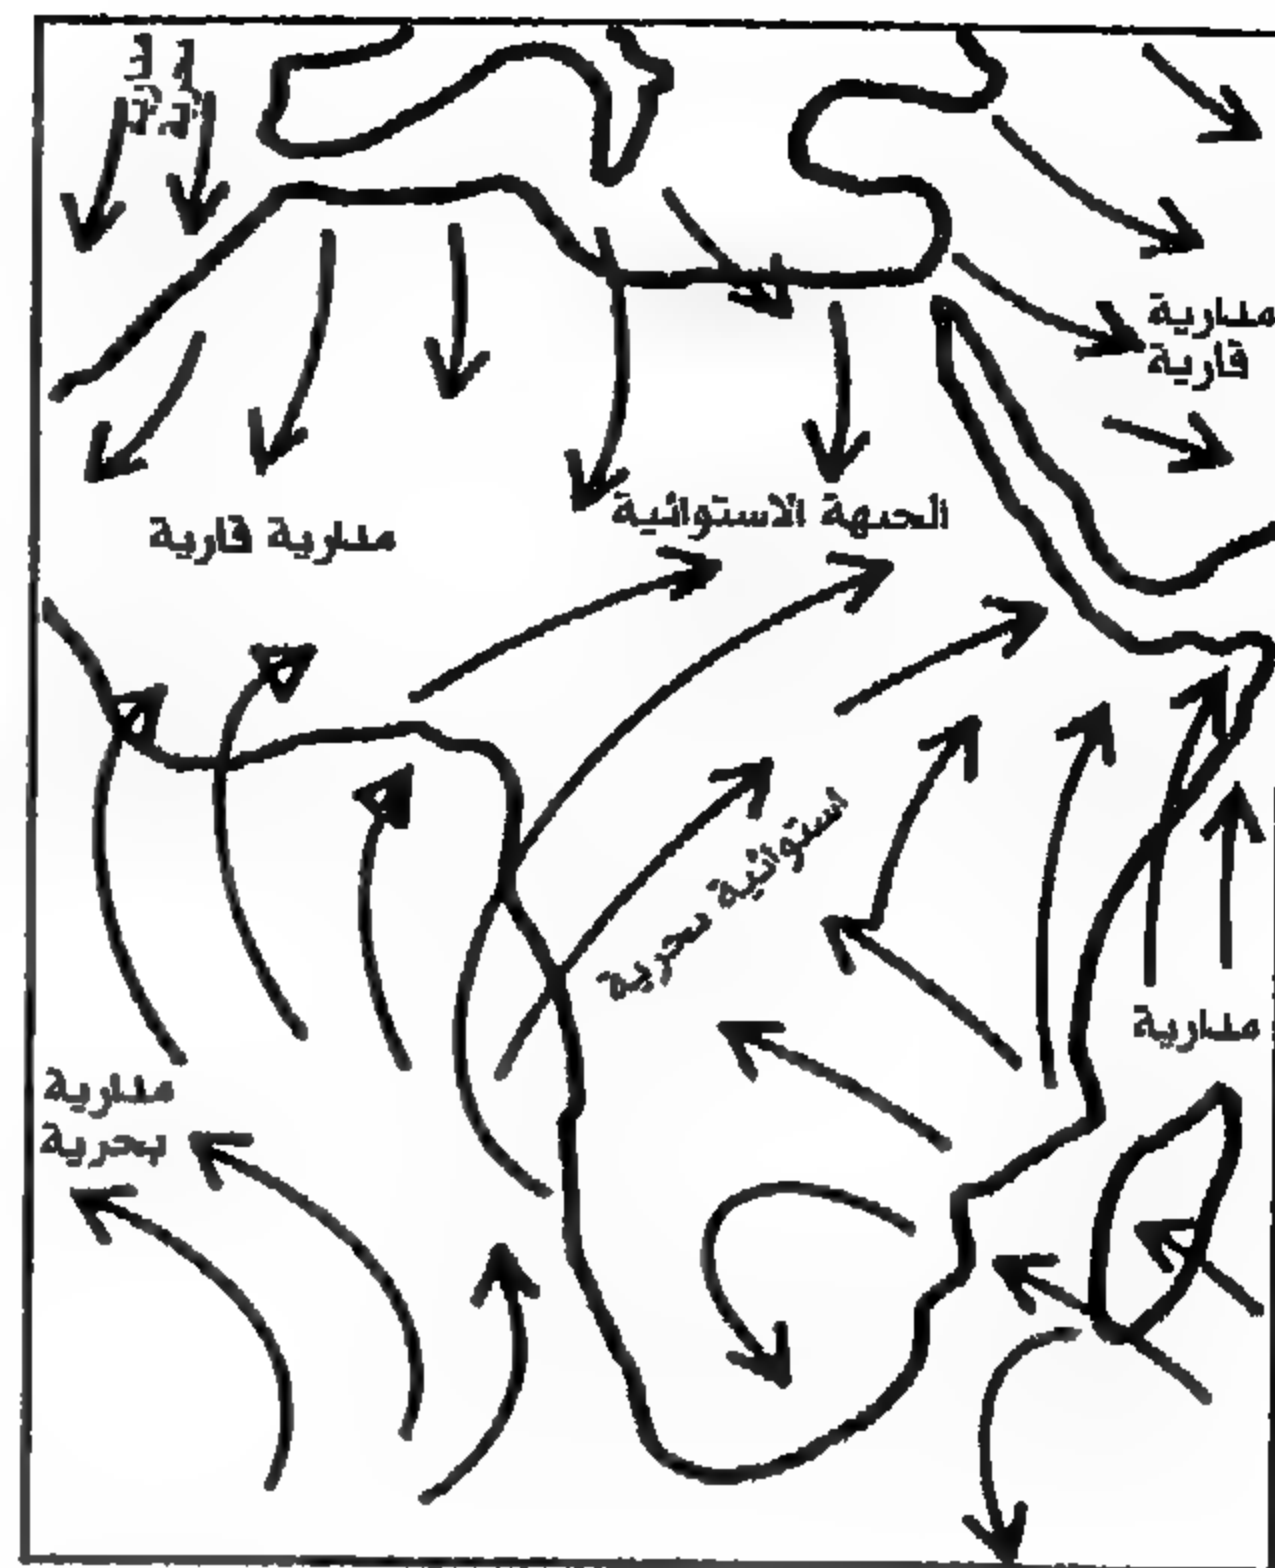 مدارية
قارية
الجبهة الاستوائية
مدارية قارية
استوائية بحرية
مدارية
مدارية
بحرية